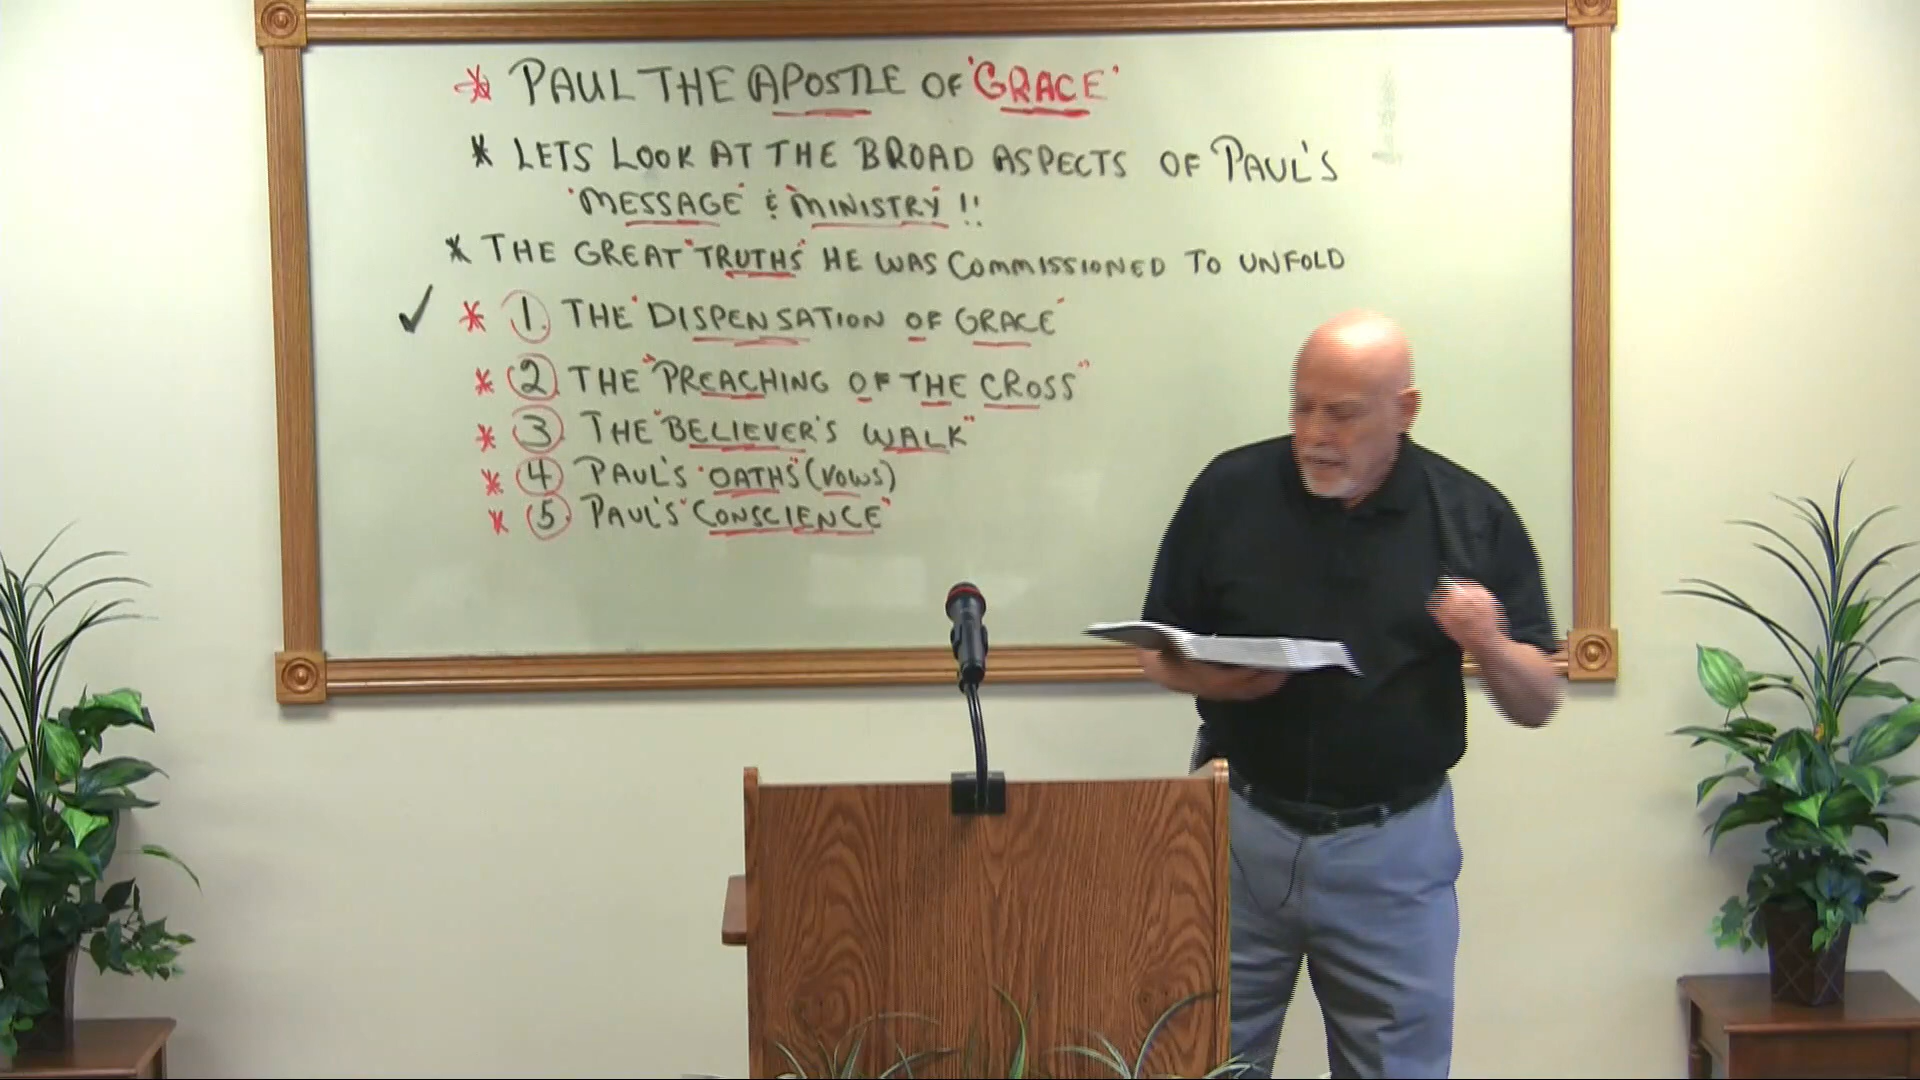 * PAUL THE APOSTLE OF "GRACE"
* LETS LOOK AT THE BROAD ASPECTS OF PAUL'S
"MESSAGE" & "MINISTRY" !!
* THE GREAT "TRUTHS" HE WAS COMMISSIONED TO UNFOLD
✓ * 1. THE "DISPENSATION OF GRACE"
* 2. THE "PREACHING OF THE CROSS"
* 3. THE "BELIEVER'S WALK"
* 4. PAUL'S "OATHS" (VOWS)
* 5. PAUL'S "CONSCIENCE"